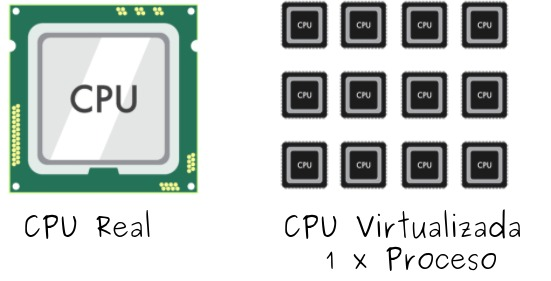 CPU
CPU CPU CPU CPU
CPU CPU CPU CPU
CPU CPU CPU CPU
CPU Real
CPU Virtualizada
1 x Proceso